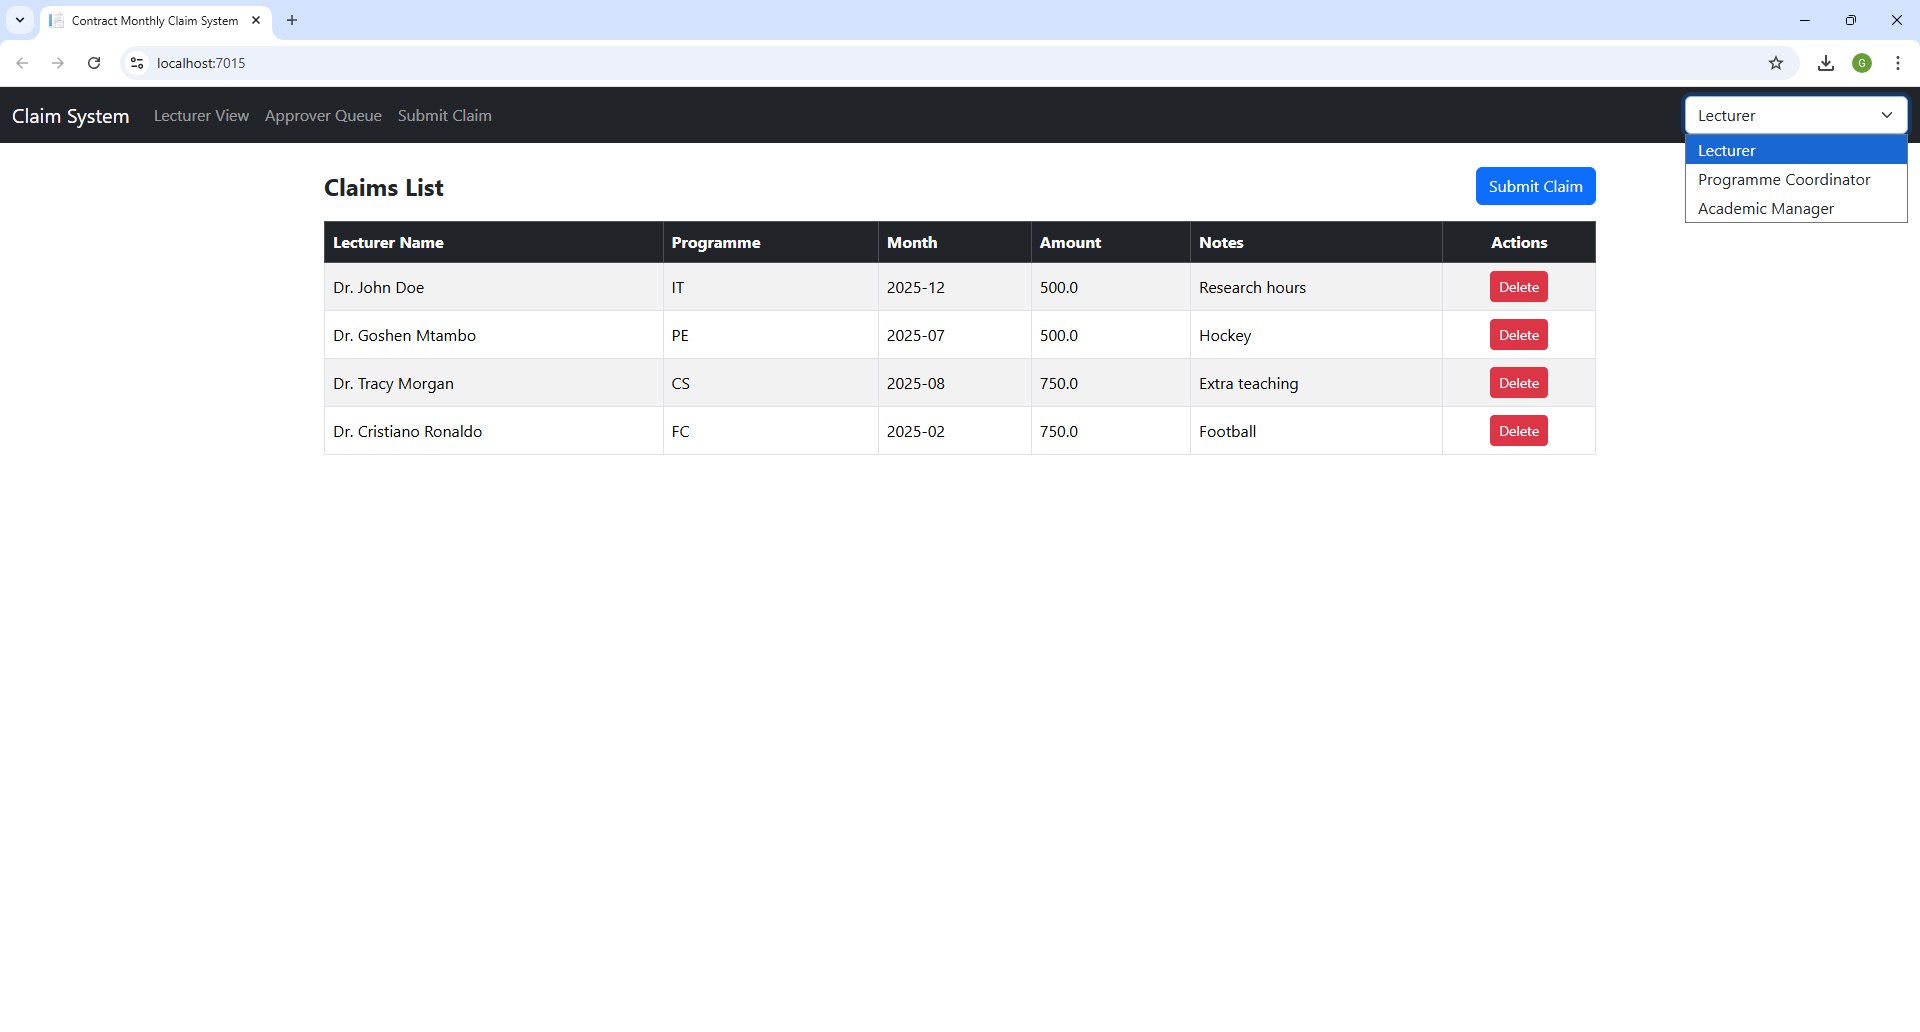 Contract Monthly Claim System
localhost:7015
G
Claim System Lecturer View Approver Queue Submit Claim Lecturer
Lecturer
Programme Coordinator
Academic Manager
Claims List Submit Claim
Lecturer Name Programme Month Amount Notes Actions
Dr. John Doe IT 2025-12 500.0 Research hours Delete
Dr. Goshen Mtambo PE 2025-07 500.0 Hockey Delete
Dr. Tracy Morgan CS 2025-08 750.0 Extra teaching Delete
Dr. Cristiano Ronaldo FC 2025-02 750.0 Football Delete